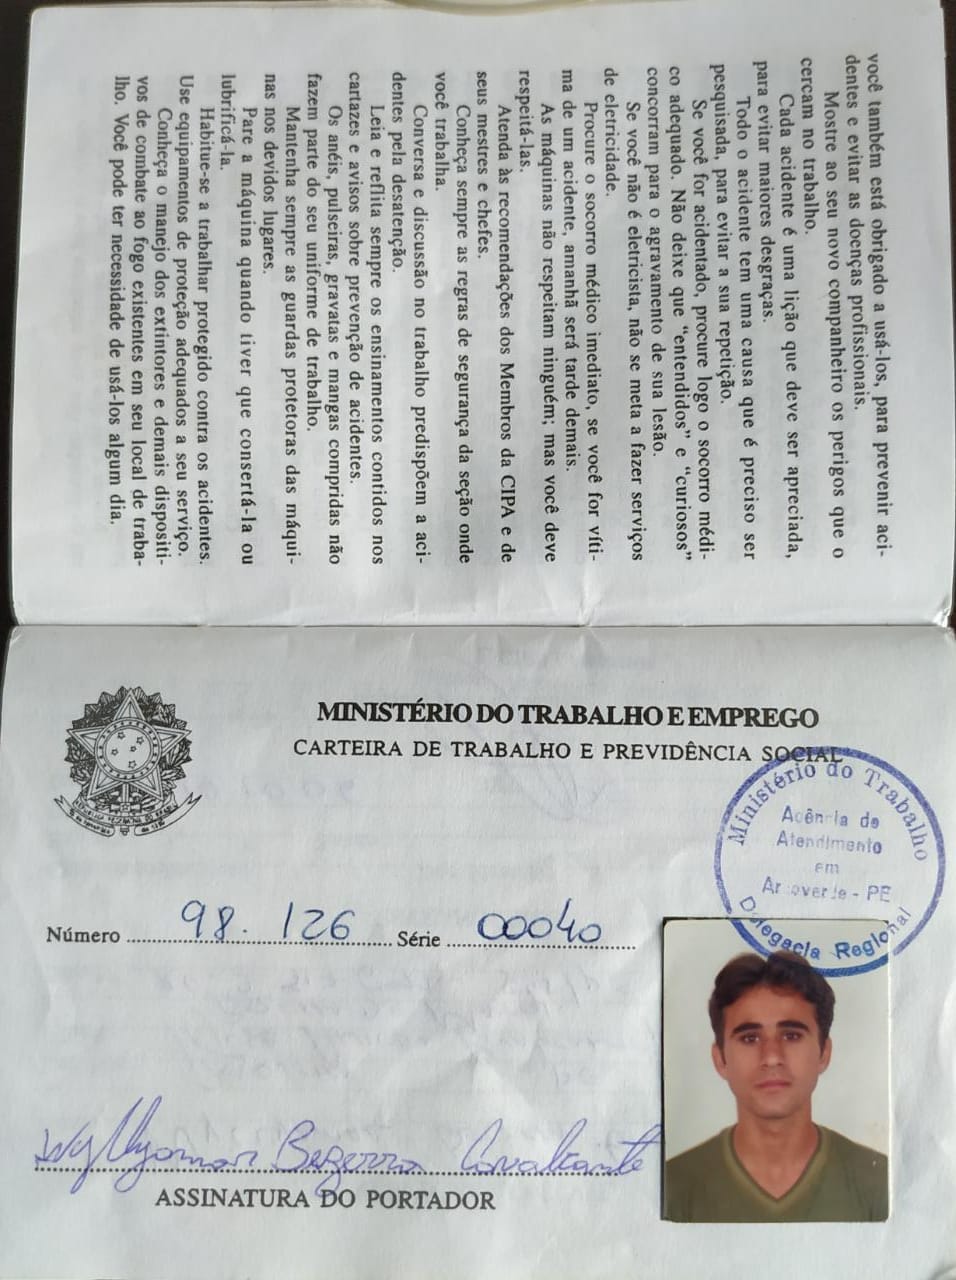 você também está obrigado a usá-los, para prevenir aci-
dentes e evitar as doenças profissionais.
Mostre ao seu novo companheiro os perigos que o
cercam no trabalho.
Cada acidente é uma lição que deve ser apreciada,
para evitar maiores desgraças.
Todo o acidente tem uma causa que é preciso ser
pesquisada, para evitar a sua repetição.
Se você for acidentado, procure logo o socorro médi-
co adequado. Não deixe que "entendidos" e "curiosos"
concorram para o agravamento de sua lesão.
Se você não é eletricista, não se meta a fazer serviços
de eletricidade.
Procure o socorro médico imediato, se você for víti-
ma de um acidente, amanhã será tarde demais.
As máquinas não respeitam ninguém; mas você deve
respeitá-las.
Atenda às recomendações dos Membros da CIPA e de
seus mestres e chefes.
Conheça sempre as regras de segurança da seção onde
você trabalha.
Conversa e discussão no trabalho predispõem a aci-
dentes pela desatenção.
Leia e reflita sempre os ensinamentos contidos nos
cartazes e avisos sobre prevenção de acidentes.
Os anéis, pulseiras, gravatas e mangas compridas não
fazem parte do seu uniforme de trabalho.
Mantenha sempre as guardas protetoras das máqui-
nas nos devidos lugares.
Pare a máquina quando tiver que consertá-la ou
lubrificá-la.
Habitue-se a trabalhar protegido contra os acidentes.
Use equipamentos de proteção adequados a seu serviço.
Conheça o manejo dos extintores e demais dispositi-
vos de combate ao fogo existentes em seu local de traba-
lho. Você pode ter necessidade de usá-los algum dia.
MINISTÉRIO DO TRABALHO E EMPREGO
CARTEIRA DE TRABALHO E PREVIDÊNCIA SOCIAL
Ministério do Trabalho
Agência de
Atendimento
em
Arcoverde - PE
Delegacia Regional
Número 98.126 Série 00040
Wyllyomar Bezerra Cavalcante
ASSINATURA DO PORTADOR